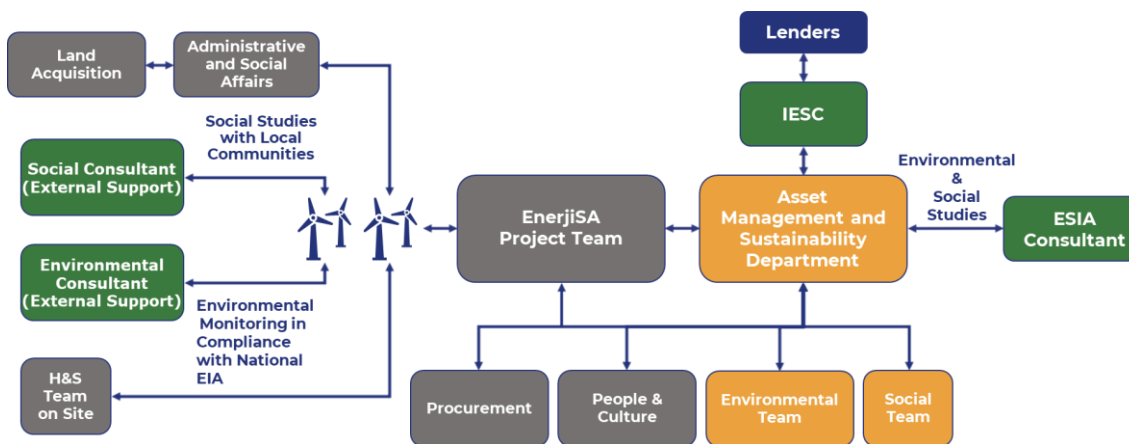 Land
Acquisition
Administrative
and Social
Affairs
Lenders
IESC
Social Studies
with Local
Communities
Social Consultant
(External Support)
Environmental
Consultant
(External Support)
Environmental
Monitoring in
Compliance
with National
EIA
H&S
Team
on Site
EnerjiSA
Project Team
Asset
Management and
Sustainability
Department
Environmental
&
Social
Studies
ESIA
Consultant
Procurement
People &
Culture
Environmental
Team
Social
Team